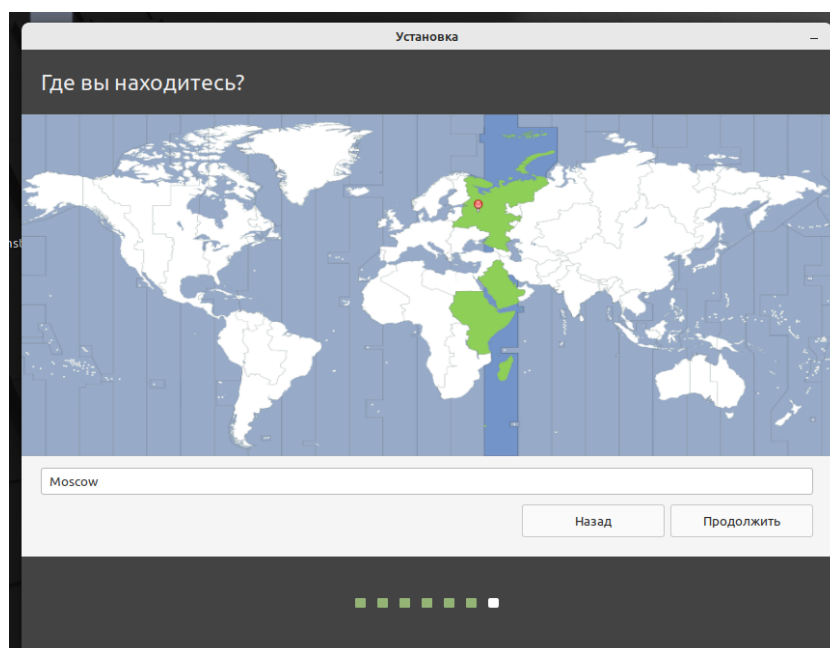 Установка
Где вы находитесь?
Moscow
Назад
Продолжить